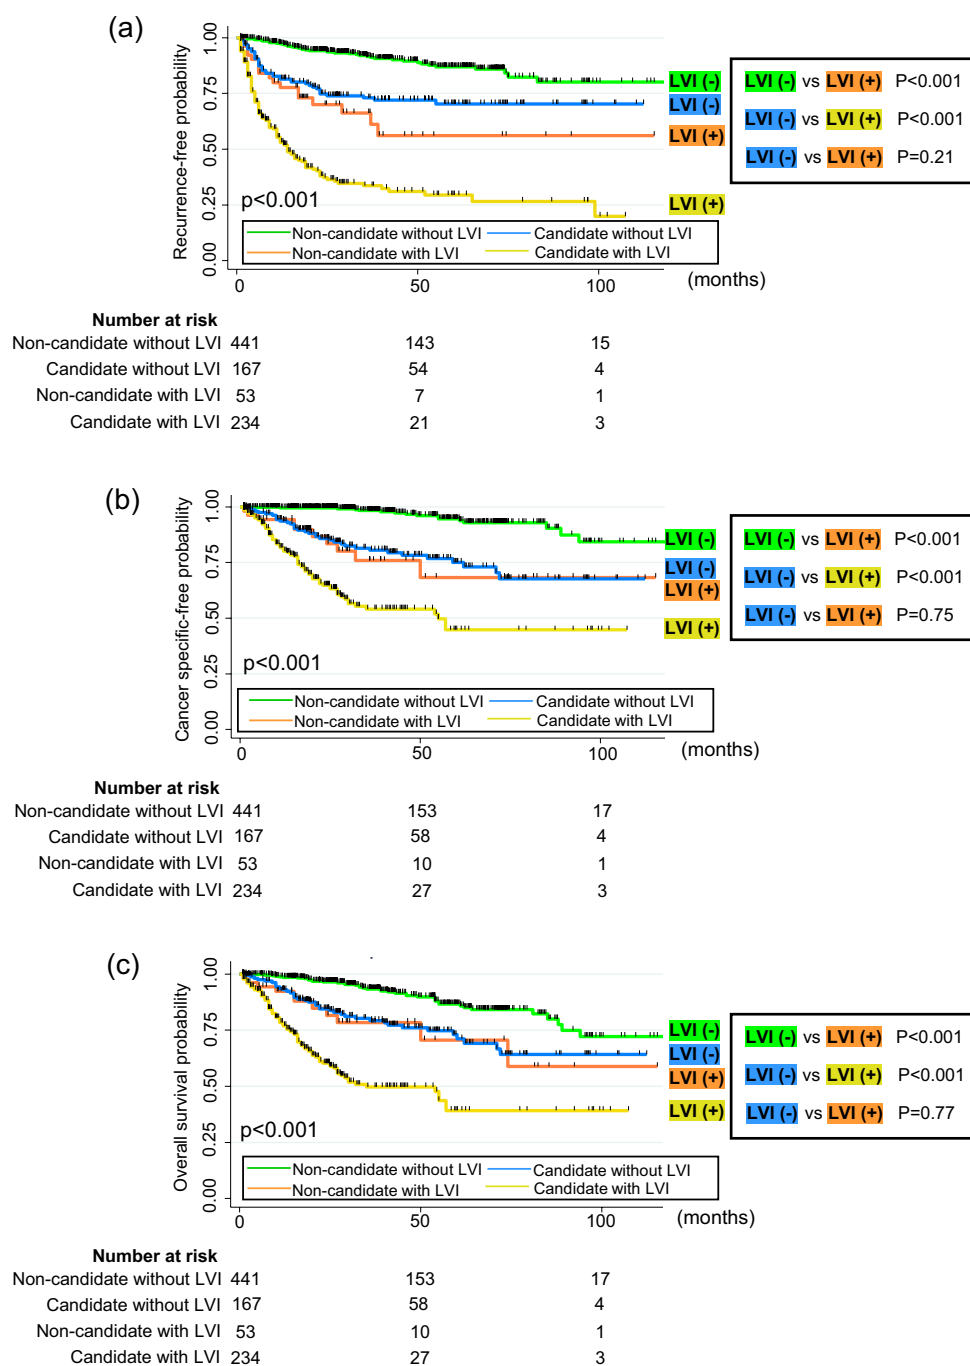 (a)
Recurrence-free probability
1.00
0.75
0.50
0.25
0.00
p<0.001
Non-candidate without LVI
Candidate without LVI
Non-candidate with LVI
Candidate with LVI
0
50
100
(months)
LVI (-)
LVI (-)
LVI (+)
LVI (+)
LVI (-) vs LVI (+) P<0.001
LVI (-) vs LVI (+) P<0.001
LVI (-) vs LVI (+) P=0.21
Number at risk
Non-candidate without LVI 441 143 15
Candidate without LVI 167 54 4
Non-candidate with LVI 53 7 1
Candidate with LVI 234 21 3
(b)
Cancer specific-free probability
1.00
0.75
0.50
0.25
0.00
p<0.001
Non-candidate without LVI
Candidate without LVI
Non-candidate with LVI
Candidate with LVI
0
50
100
(months)
LVI (-)
LVI (-)
LVI (+)
LVI (+)
LVI (-) vs LVI (+) P<0.001
LVI (-) vs LVI (+) P<0.001
LVI (-) vs LVI (+) P=0.75
Number at risk
Non-candidate without LVI 441 153 17
Candidate without LVI 167 58 4
Non-candidate with LVI 53 10 1
Candidate with LVI 234 27 3
(c)
Overall survival probability
1.00
0.75
0.50
0.25
0.00
p<0.001
Non-candidate without LVI
Candidate without LVI
Non-candidate with LVI
Candidate with LVI
0
50
100
(months)
LVI (-)
LVI (-)
LVI (+)
LVI (+)
LVI (-) vs LVI (+) P<0.001
LVI (-) vs LVI (+) P<0.001
LVI (-) vs LVI (+) P=0.77
Number at risk
Non-candidate without LVI 441 153 17
Candidate without LVI 167 58 4
Non-candidate with LVI 53 10 1
Candidate with LVI 234 27 3